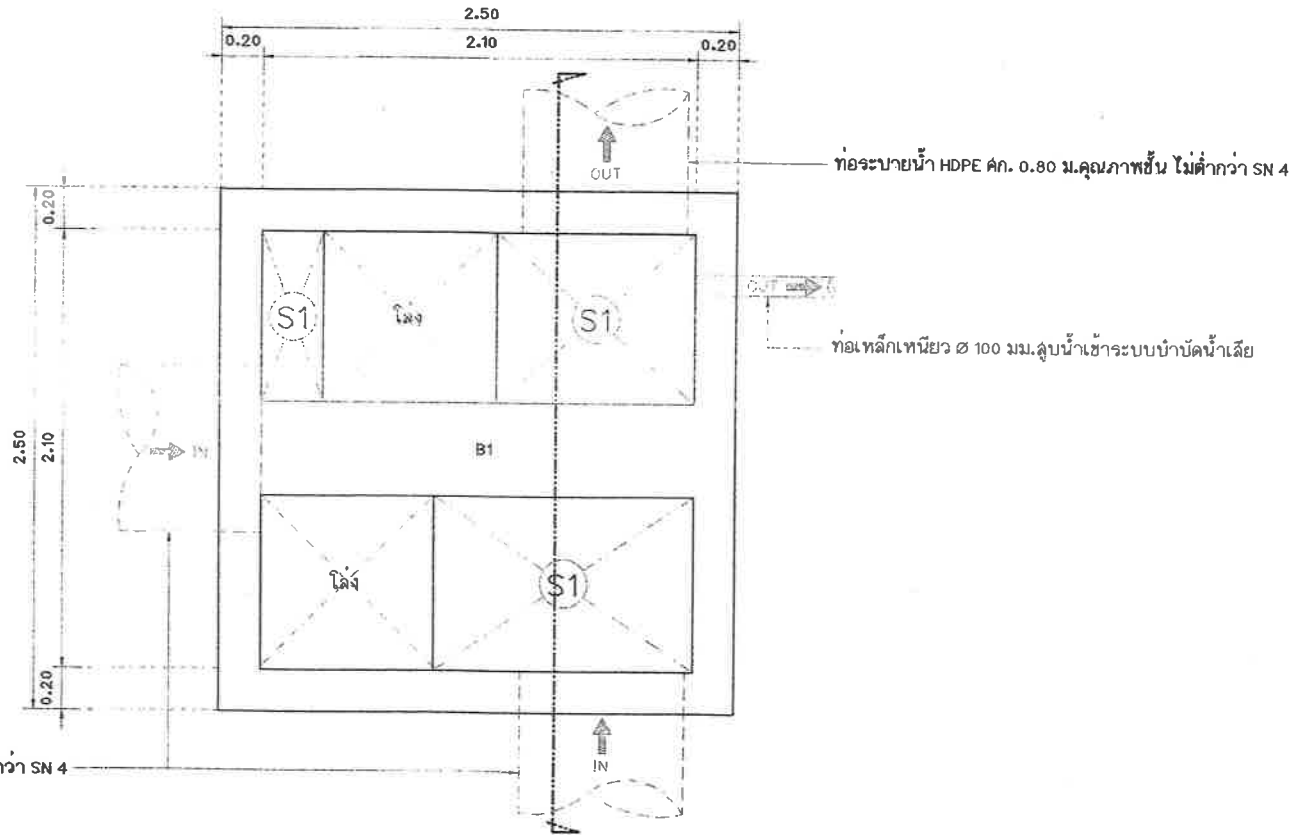 2.50
0.20 2.10 0.20
OUT
ท่อระบายน้ำ HDPE ศก. 0.80 ม.คุณภาพชั้น ไม่ต่ำกว่า SN 4
0.20
OUT
S1 โล่ง S1
ท่อเหล็กเหนียว Ø 100 มม.สูบน้ำเข้าระบบบำบัดน้ำเสีย
2.50 2.10
IN
B1
โล่ง S1
0.20
กว่า SN 4
IN